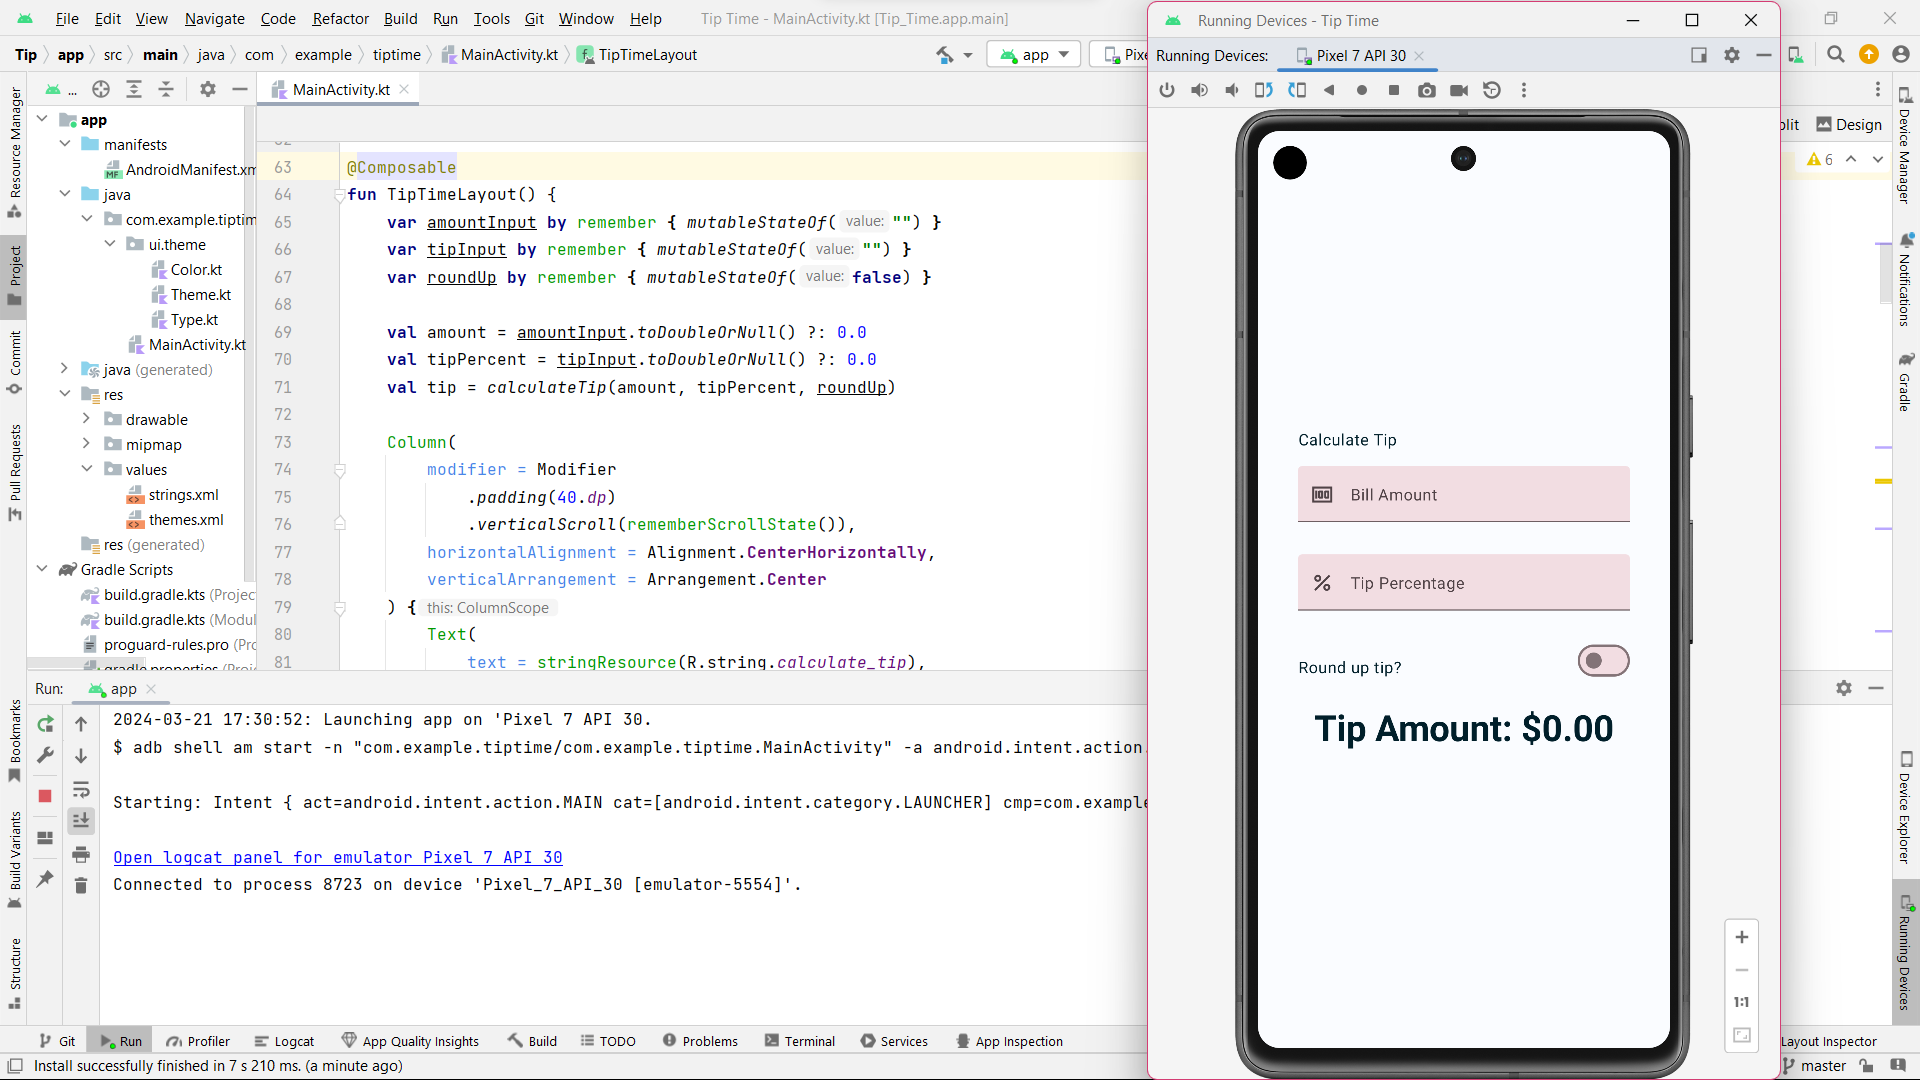 File Edit View Navigate Code Refactor Build Run Tools Git Window Help Tip Time - MainActivity.kt [Tip_Time.app.main]
Tip app src main java com example tiptime MainActivity.kt TipTimeLayout app Pixe
... MainActivity.kt
Resource Manager
Project
Commit
Pull Requests
Bookmarks
Build Variants
Structure
app
manifests
AndroidManifest.xm
java
com.example.tiptim
ui.theme
Color.kt
Theme.kt
Type.kt
MainActivity.kt
java (generated)
res
drawable
mipmap
values
strings.xml
themes.xml
res (generated)
Gradle Scripts
build.gradle.kts (Projec
build.gradle.kts (Modul
proguard-rules.pro (Pro
gradle.properties (Proj
63 @Composable
64 fun TipTimeLayout() {
65 var amountInput by remember { mutableStateOf( value: "") }
66 var tipInput by remember { mutableStateOf( value: "") }
67 var roundUp by remember { mutableStateOf( value: false) }
68
69 val amount = amountInput.toDoubleOrNull() ?: 0.0
70 val tipPercent = tipInput.toDoubleOrNull() ?: 0.0
71 val tip = calculateTip(amount, tipPercent, roundUp)
72
73 Column(
74 modifier = Modifier
75 .padding(40.dp)
76 .verticalScroll(rememberScrollState()),
77 horizontalAlignment = Alignment.CenterHorizontally,
78 verticalArrangement = Arrangement.Center
79 ) { this: ColumnScope
80 Text(
81 text = stringResource(R.string.calculate_tip),
Run: app
2024-03-21 17:30:52: Launching app on 'Pixel 7 API 30.
$ adb shell am start -n "com.example.tiptime/com.example.tiptime.MainActivity" -a android.intent.action.
Starting: Intent { act=android.intent.action.MAIN cat=[android.intent.category.LAUNCHER] cmp=com.example
Open logcat panel for emulator Pixel 7 API 30
Connected to process 8723 on device 'Pixel_7_API_30 [emulator-5554]'.
Running Devices - Tip Time
Running Devices: Pixel 7 API 30
Calculate Tip
Bill Amount
Tip Percentage
Round up tip?
Tip Amount: $0.00
1:1
plit Design
6
Device Manager
Notifications
Gradle
Device Explorer
Running Devices
Git Run Profiler Logcat App Quality Insights Build TODO Problems Terminal Services App Inspection Layout Inspector
Install successfully finished in 7 s 210 ms. (a minute ago) master